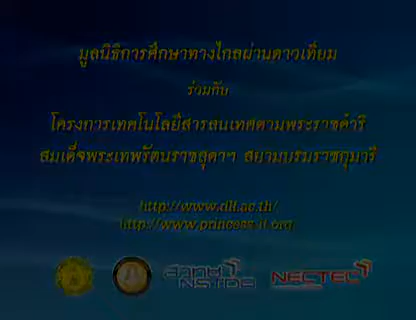 มูลนิธิการศึกษาทางไกลผ่านดาวเทียม
ร่วมกับ
โครงการเทคโนโลยีสารสนเทศตามพระราชดำริ
สมเด็จพระเทพรัตนราชสุดาฯ สยามบรมราชกุมารี
http://www.dlf.ac.th/
http://www.princess-it.org
สวทช
NSTDA
NECTEC